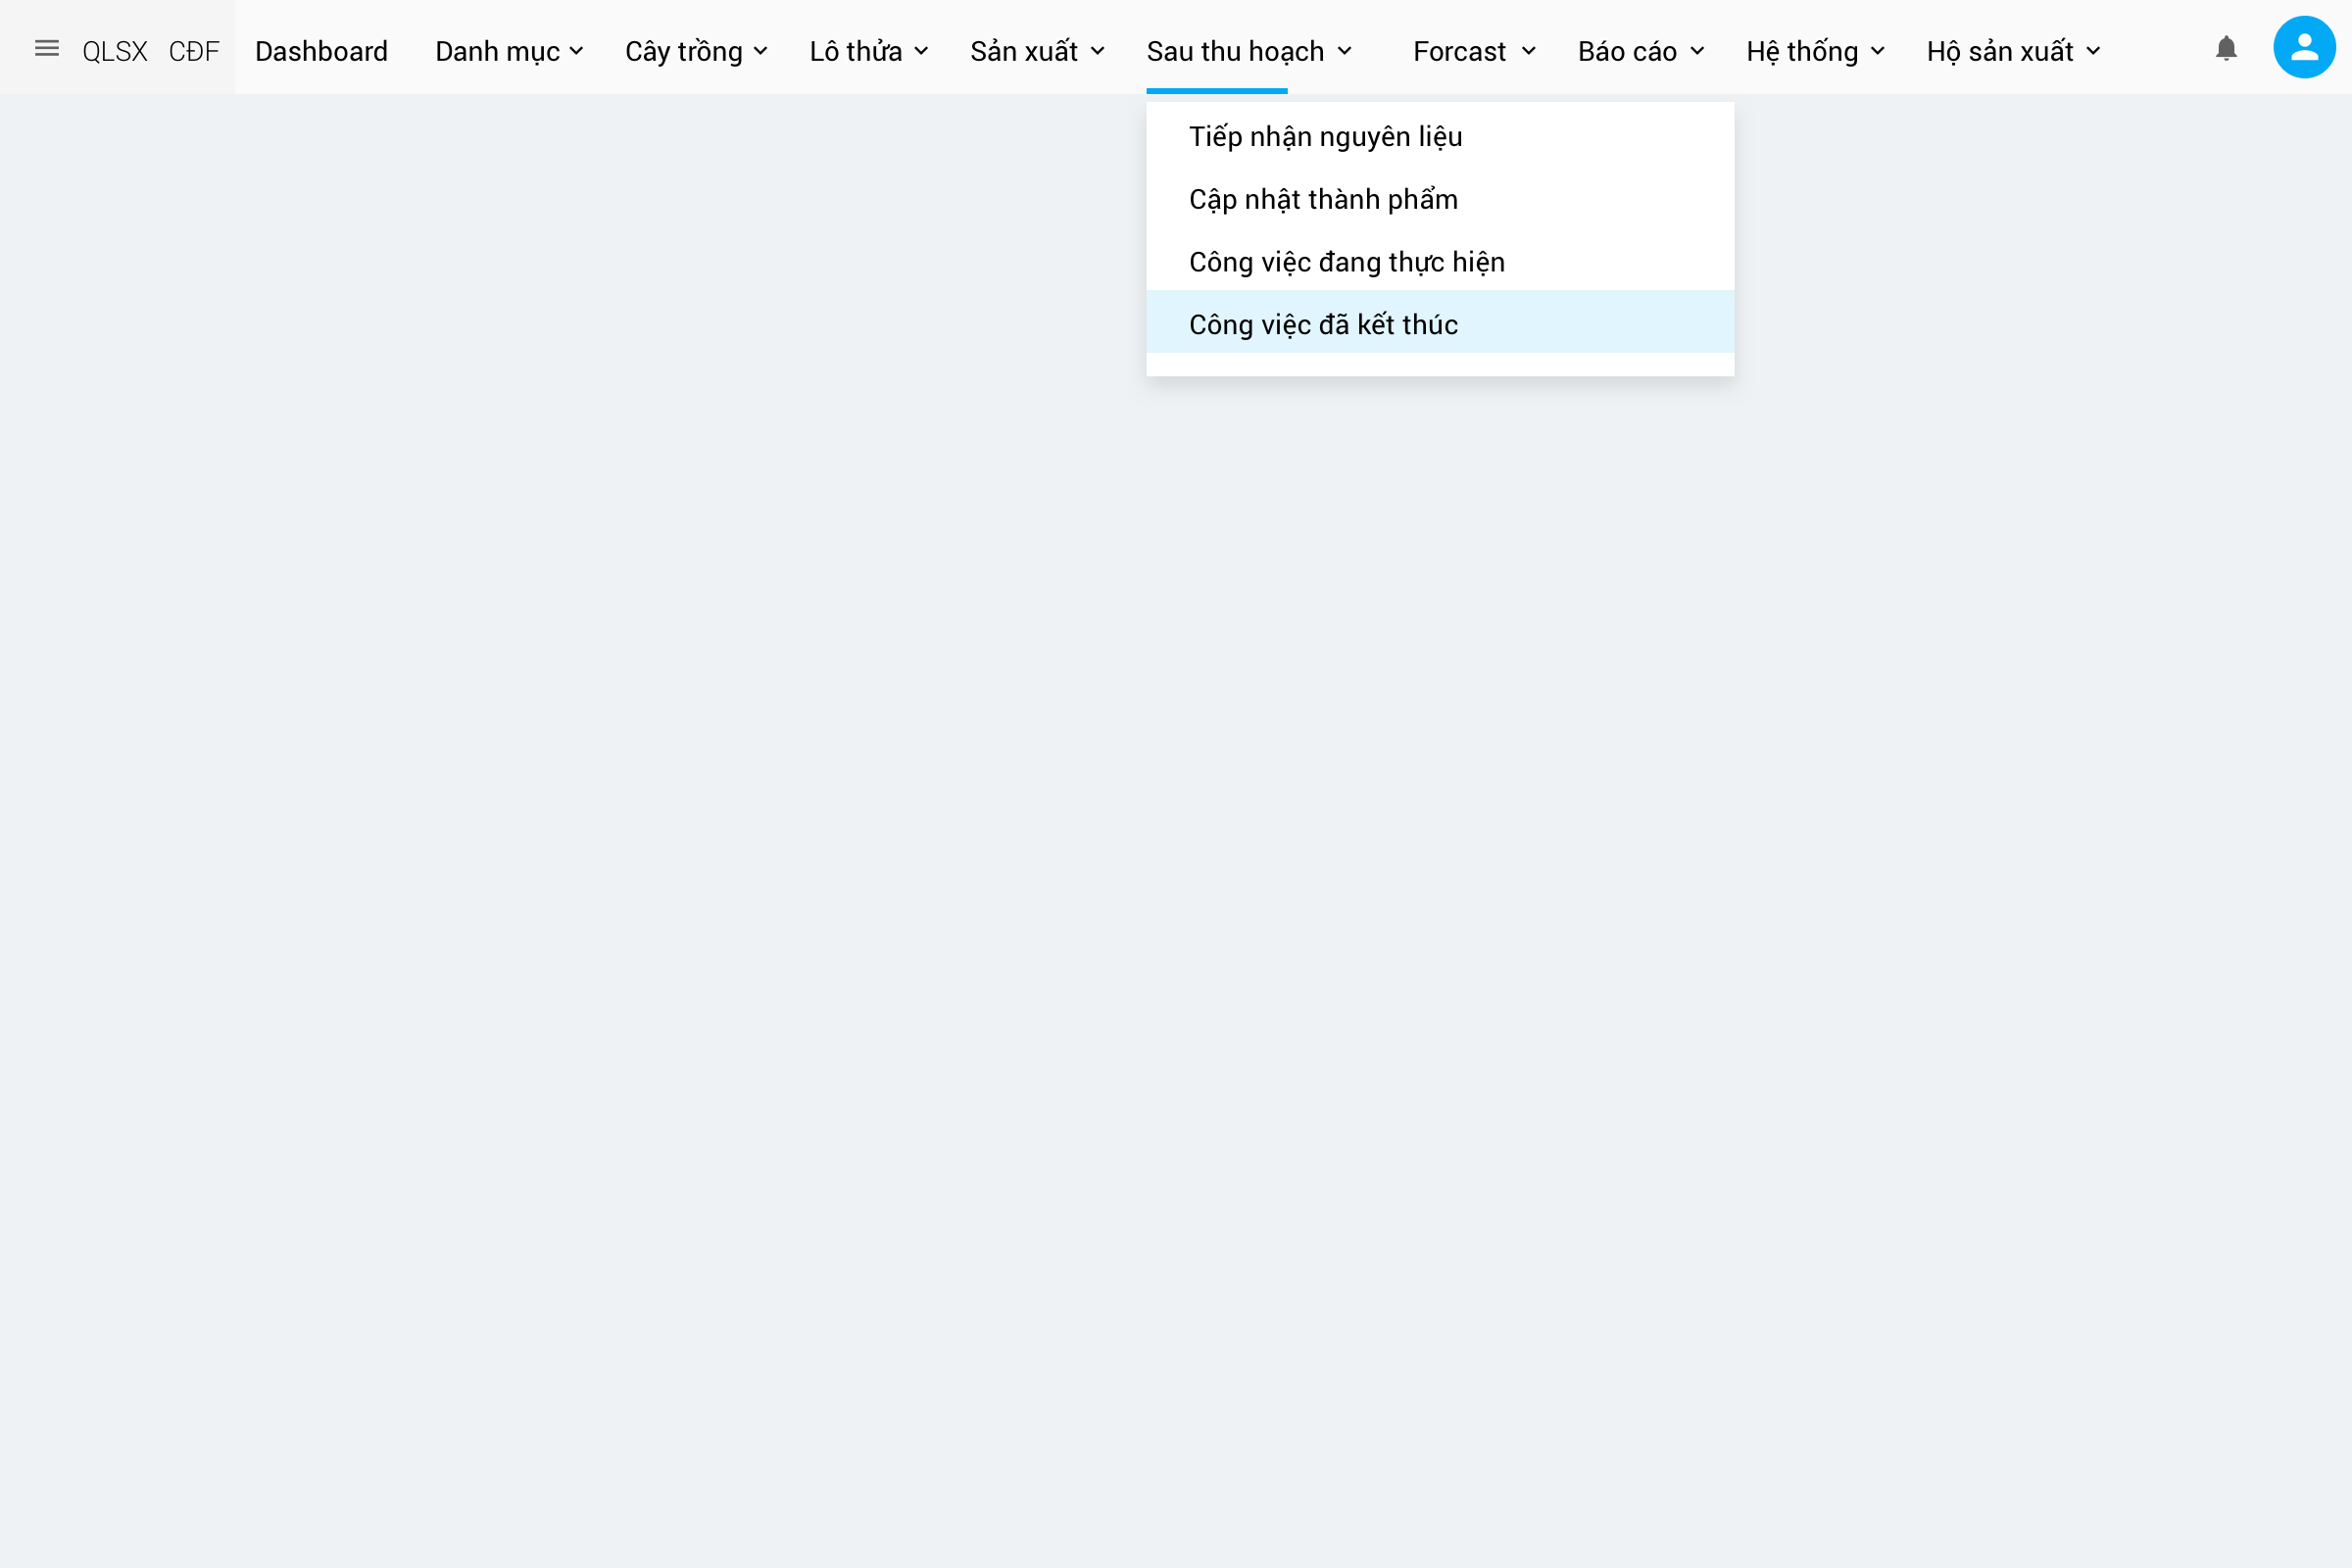 QLSX CĐF Dashboard Danh mục Cây trồng Lô thửa Sản xuất Sau thu hoạch Forcast Báo cáo Hệ thống Hộ sản xuất
Tiếp nhận nguyên liệu
Cập nhật thành phẩm
Công việc đang thực hiện
Công việc đã kết thúc